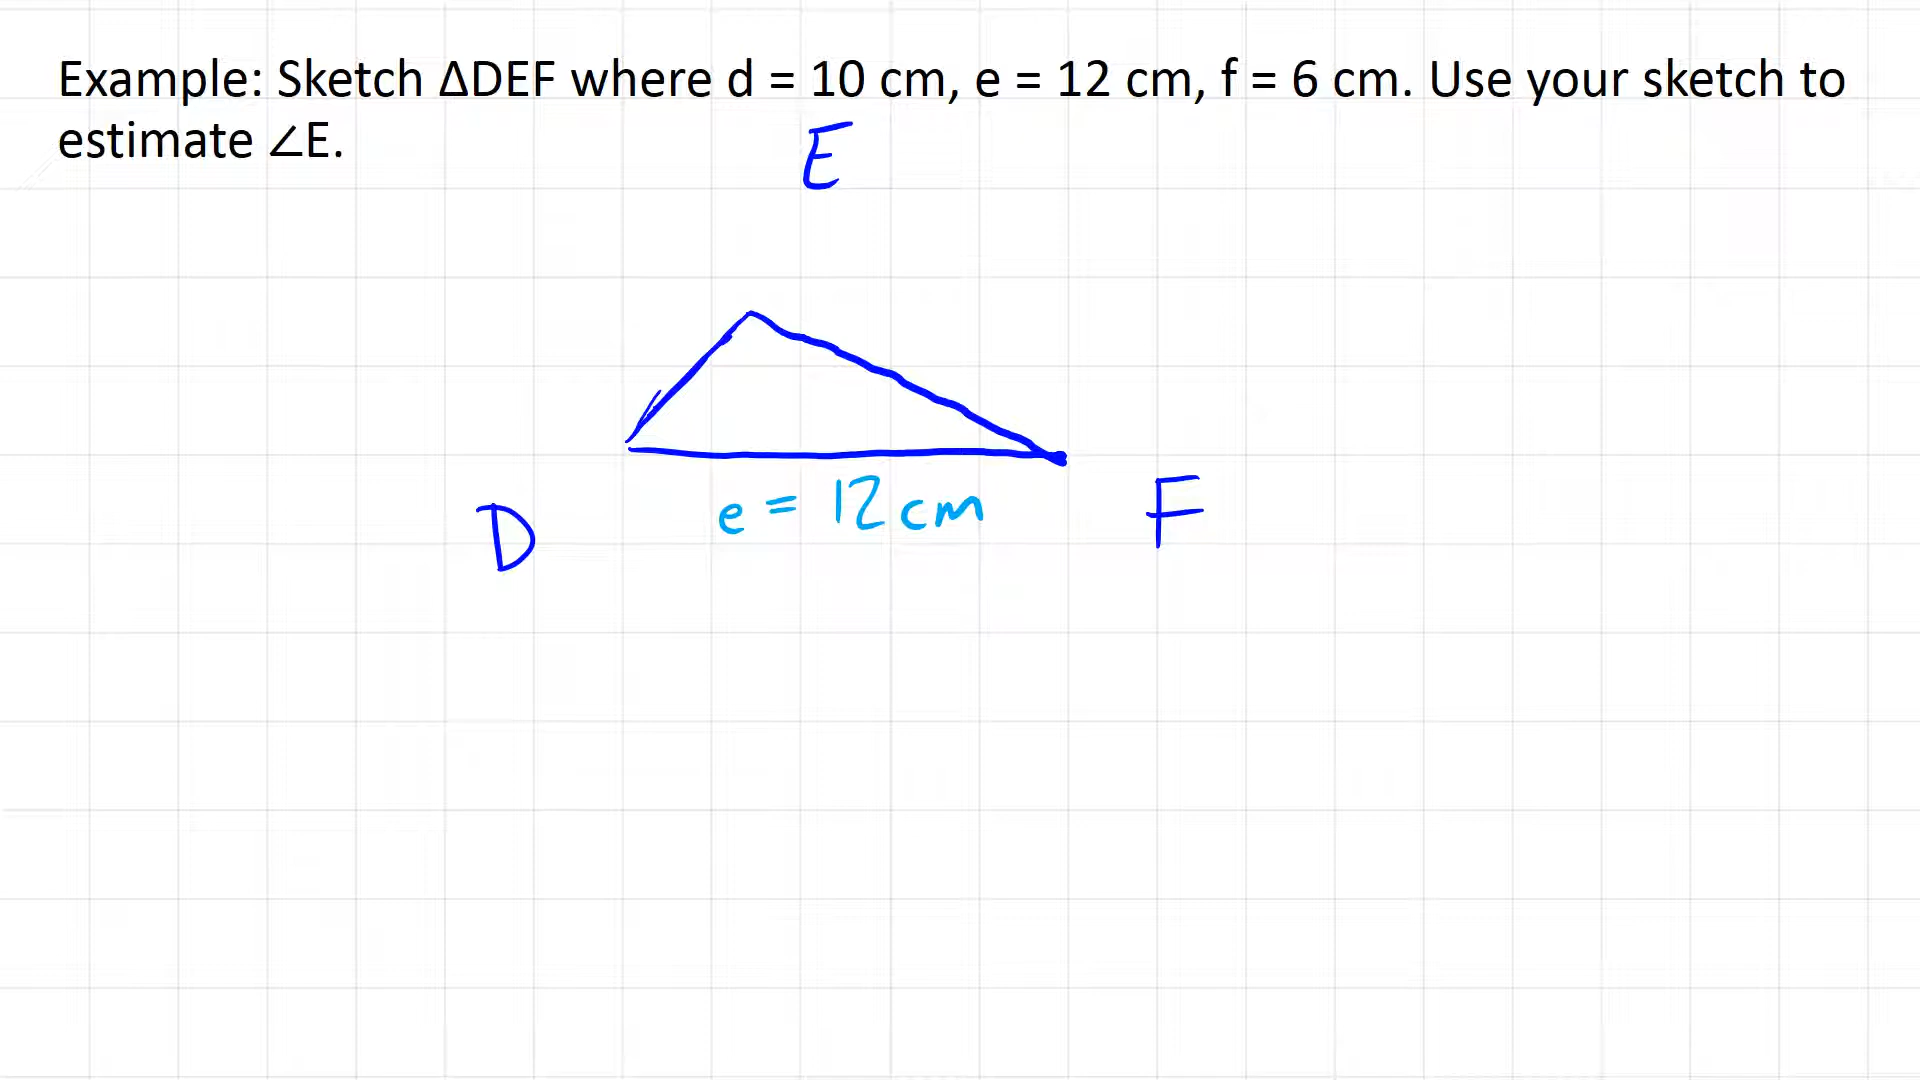 Example: Sketch ΔDEF where d = 10 cm, e = 12 cm, f = 6 cm. Use your sketch to
estimate ∠E.
E
e = 12 cm
D
F